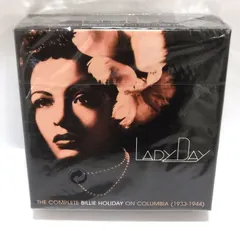 LADY DAY
THE COMPLETE BILLIE HOLIDAY ON COLUMBIA (1933-1944)